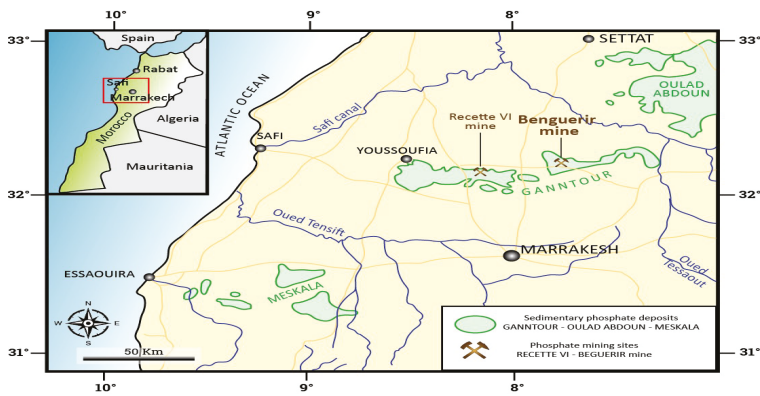 10° 9° 8°
33° 33°
Spain
Rabat
Safi
Marrakech
Morocco
Algeria
Mauritania
ATLANTIC OCEAN
SETTAT
OULAD
ABDOUN
Safi canal
Recette VI
mine
Benguerir
mine
SAFI
YOUSSOUFIA
GANNTOUR
32° 32°
Oued Tensift
MARRAKESH
Oued
Tessaout
ESSAOUIRA
MESKALA
N
W E
S
50 Km
Sedimentary phosphate deposits
GANNTOUR - OULAD ABDOUN - MESKALA
Phosphate mining sites
RECETTE VI - BEGUERIR mine
31° 31°
10° 9° 8°